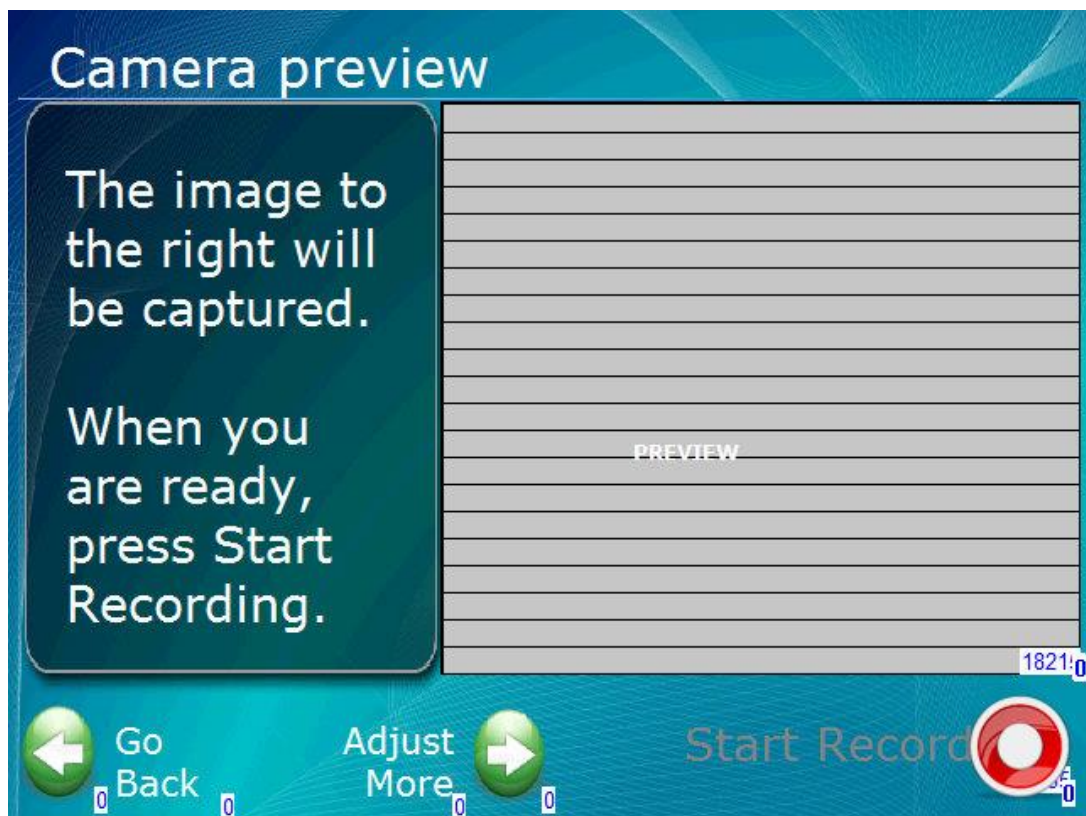 Camera preview
The image to
the right will
be captured.
When you
are ready,
press Start
Recording.
PREVIEW
0
Go
Back
0
0
Adjust
More
0
0
Start Record
0